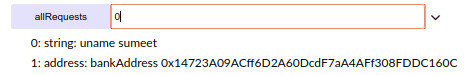 allRequests 0
0: string: uname sumeet
1: address: bankAddress 0x14723A09ACff6D2A60DcdF7aA4AFf308FDDC160C